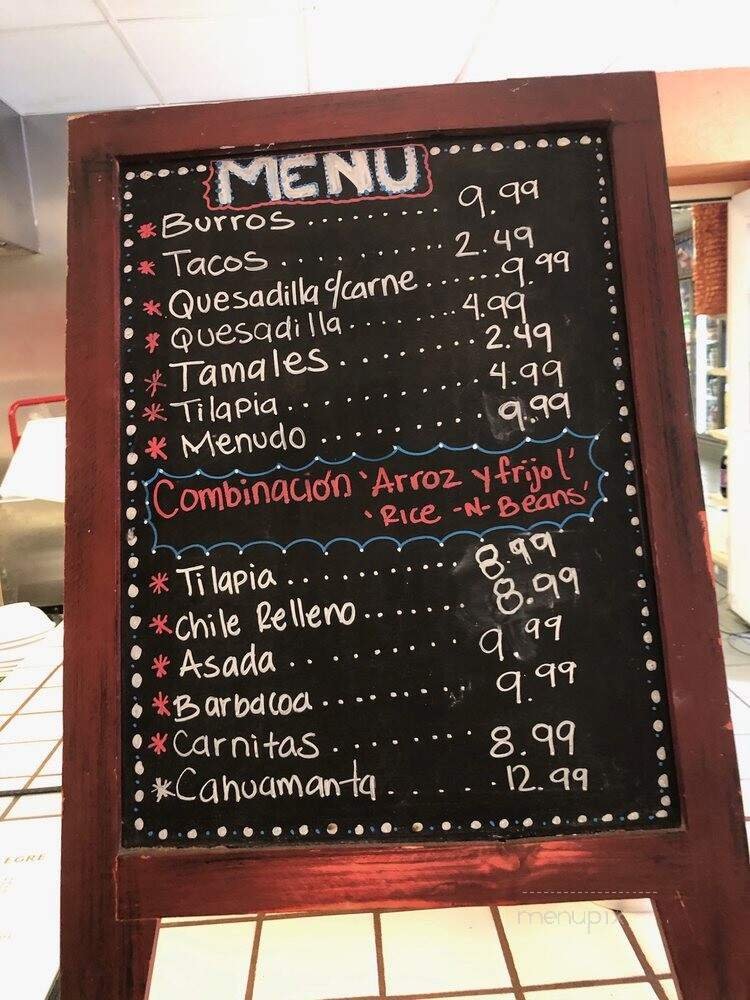 MENU
* Burros ......... 9.99
* Tacos .......... 2.49
* Quesadilla c/carne ...... 9.99
* Quesadilla ........ 4.99
* Tamales ........ 2.49
* Tilapia .......... 4.99
* Menudo .......... 9.99
Combinación 'Arroz y frijol'
'Rice -N- Beans'
* Tilapia .......... 8.99
* Chile Relleno ...... 8.99
* Asada .......... 9.99
* Barbacoa ......... 9.99
* Carnitas ......... 8.99
* Cahuamanta ...... 12.99
EGRE
menupix